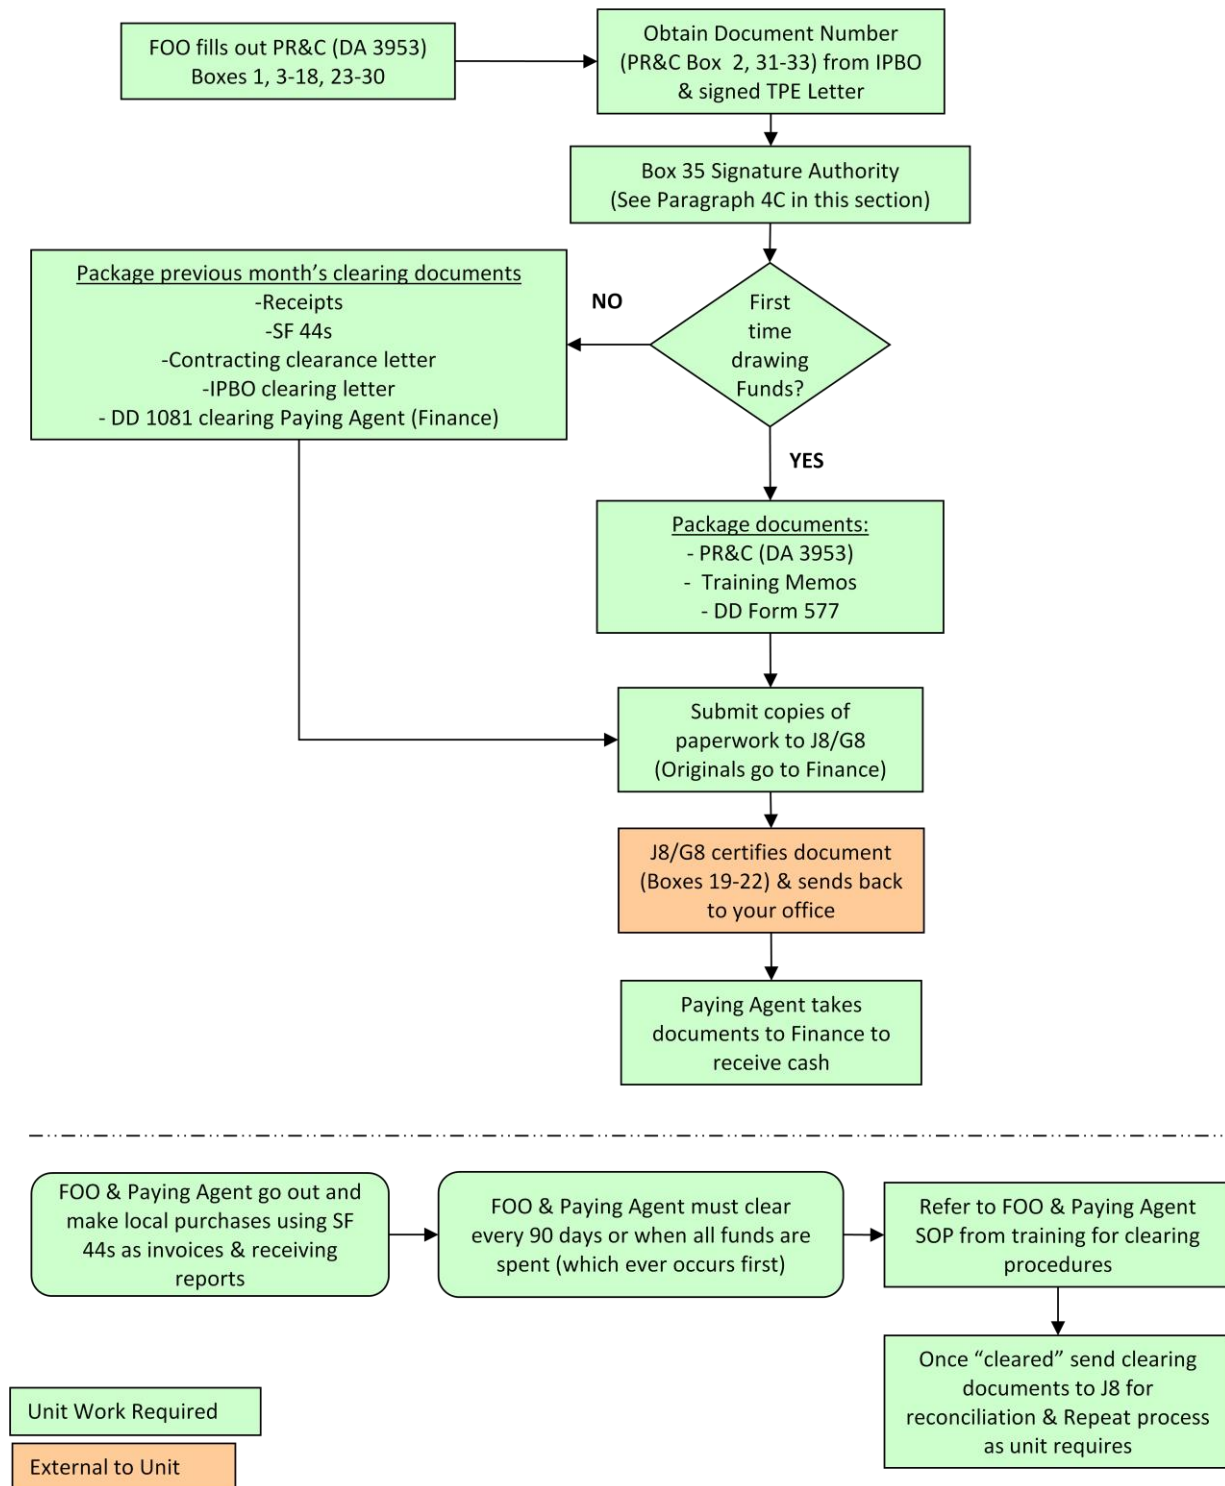 FOO fills out PR&C (DA 3953)
Boxes 1, 3-18, 23-30
Obtain Document Number
(PR&C Box  2, 31-33) from IPBO
& signed TPE Letter
Box 35 Signature Authority
(See Paragraph 4C in this section)
First
time
drawing
Funds?
NO
Package previous month’s clearing documents
-Receipts
-SF 44s
-Contracting clearance letter
-IPBO clearing letter
- DD 1081 clearing Paying Agent (Finance)
YES
Package documents:
- PR&C (DA 3953)
-  Training Memos
- DD Form 577
Submit copies of
paperwork to J8/G8
(Originals go to Finance)
J8/G8 certifies document
(Boxes 19-22) & sends back
to your office
Paying Agent takes
documents to Finance to
receive cash
FOO & Paying Agent go out and
make local purchases using SF
44s as invoices & receiving
reports
FOO & Paying Agent must clear
every 90 days or when all funds are
spent (which ever occurs first)
Refer to FOO & Paying Agent
SOP from training for clearing
procedures
Once “cleared” send clearing
documents to J8 for
reconciliation & Repeat process
as unit requires
Unit Work Required
External to Unit